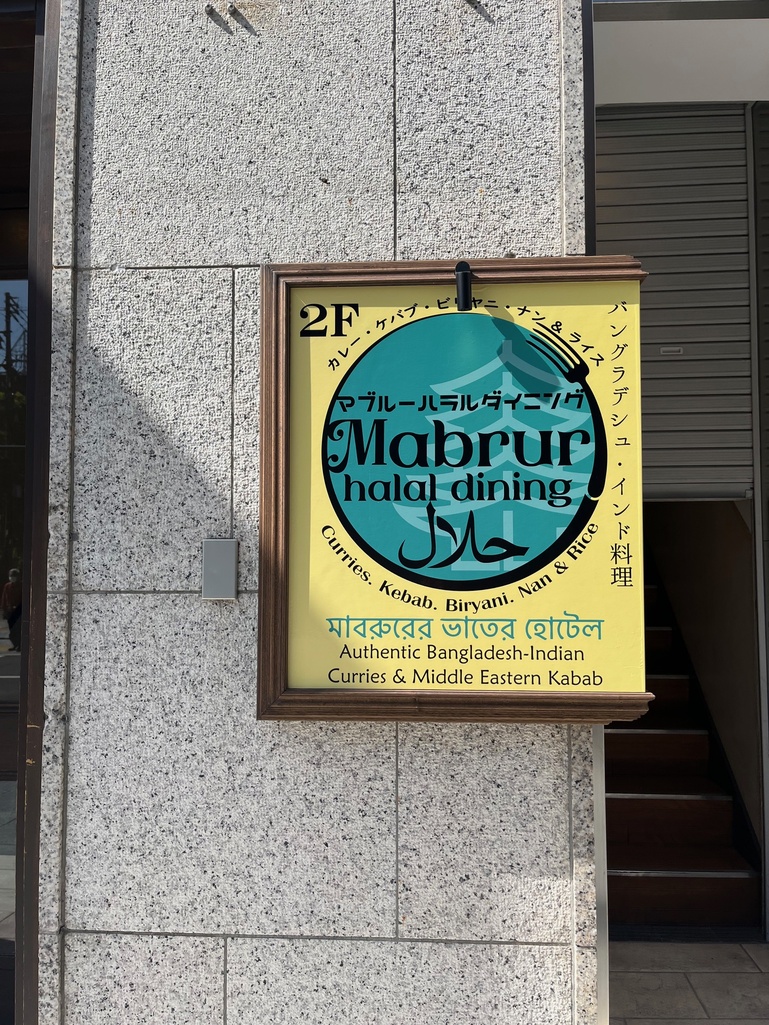 2F
カレー・ケバブ・ビリヤニ・ナン&ライス
マブルーハラルダイニング
Mabrur
halal dining
حلال
Curries. Kebab. Biryani. Nan & Rice
バングラデシュ・インド料理
মাবরুরের ভাতের হোটেল
Authentic Bangladesh-Indian
Curries & Middle Eastern Kabab